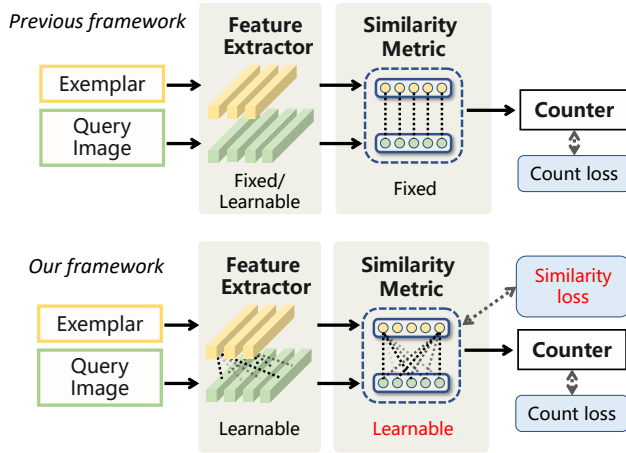 Previous framework
Feature
Extractor
Similarity
Metric
Exemplar
Query
Image
Counter
Fixed/
Learnable
Fixed
Count loss
Our framework
Feature
Extractor
Similarity
Metric
Similarity
loss
Exemplar
Query
Image
Counter
Learnable
Learnable
Count loss